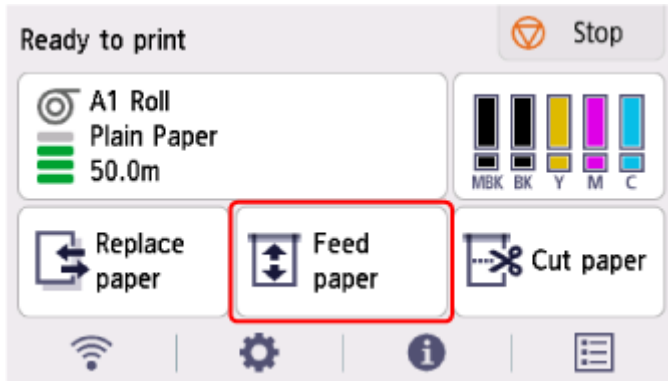 Ready to print
Stop
A1 Roll
Plain Paper
50.0m
MBK BK Y M C
Replace
paper
Feed
paper
Cut paper